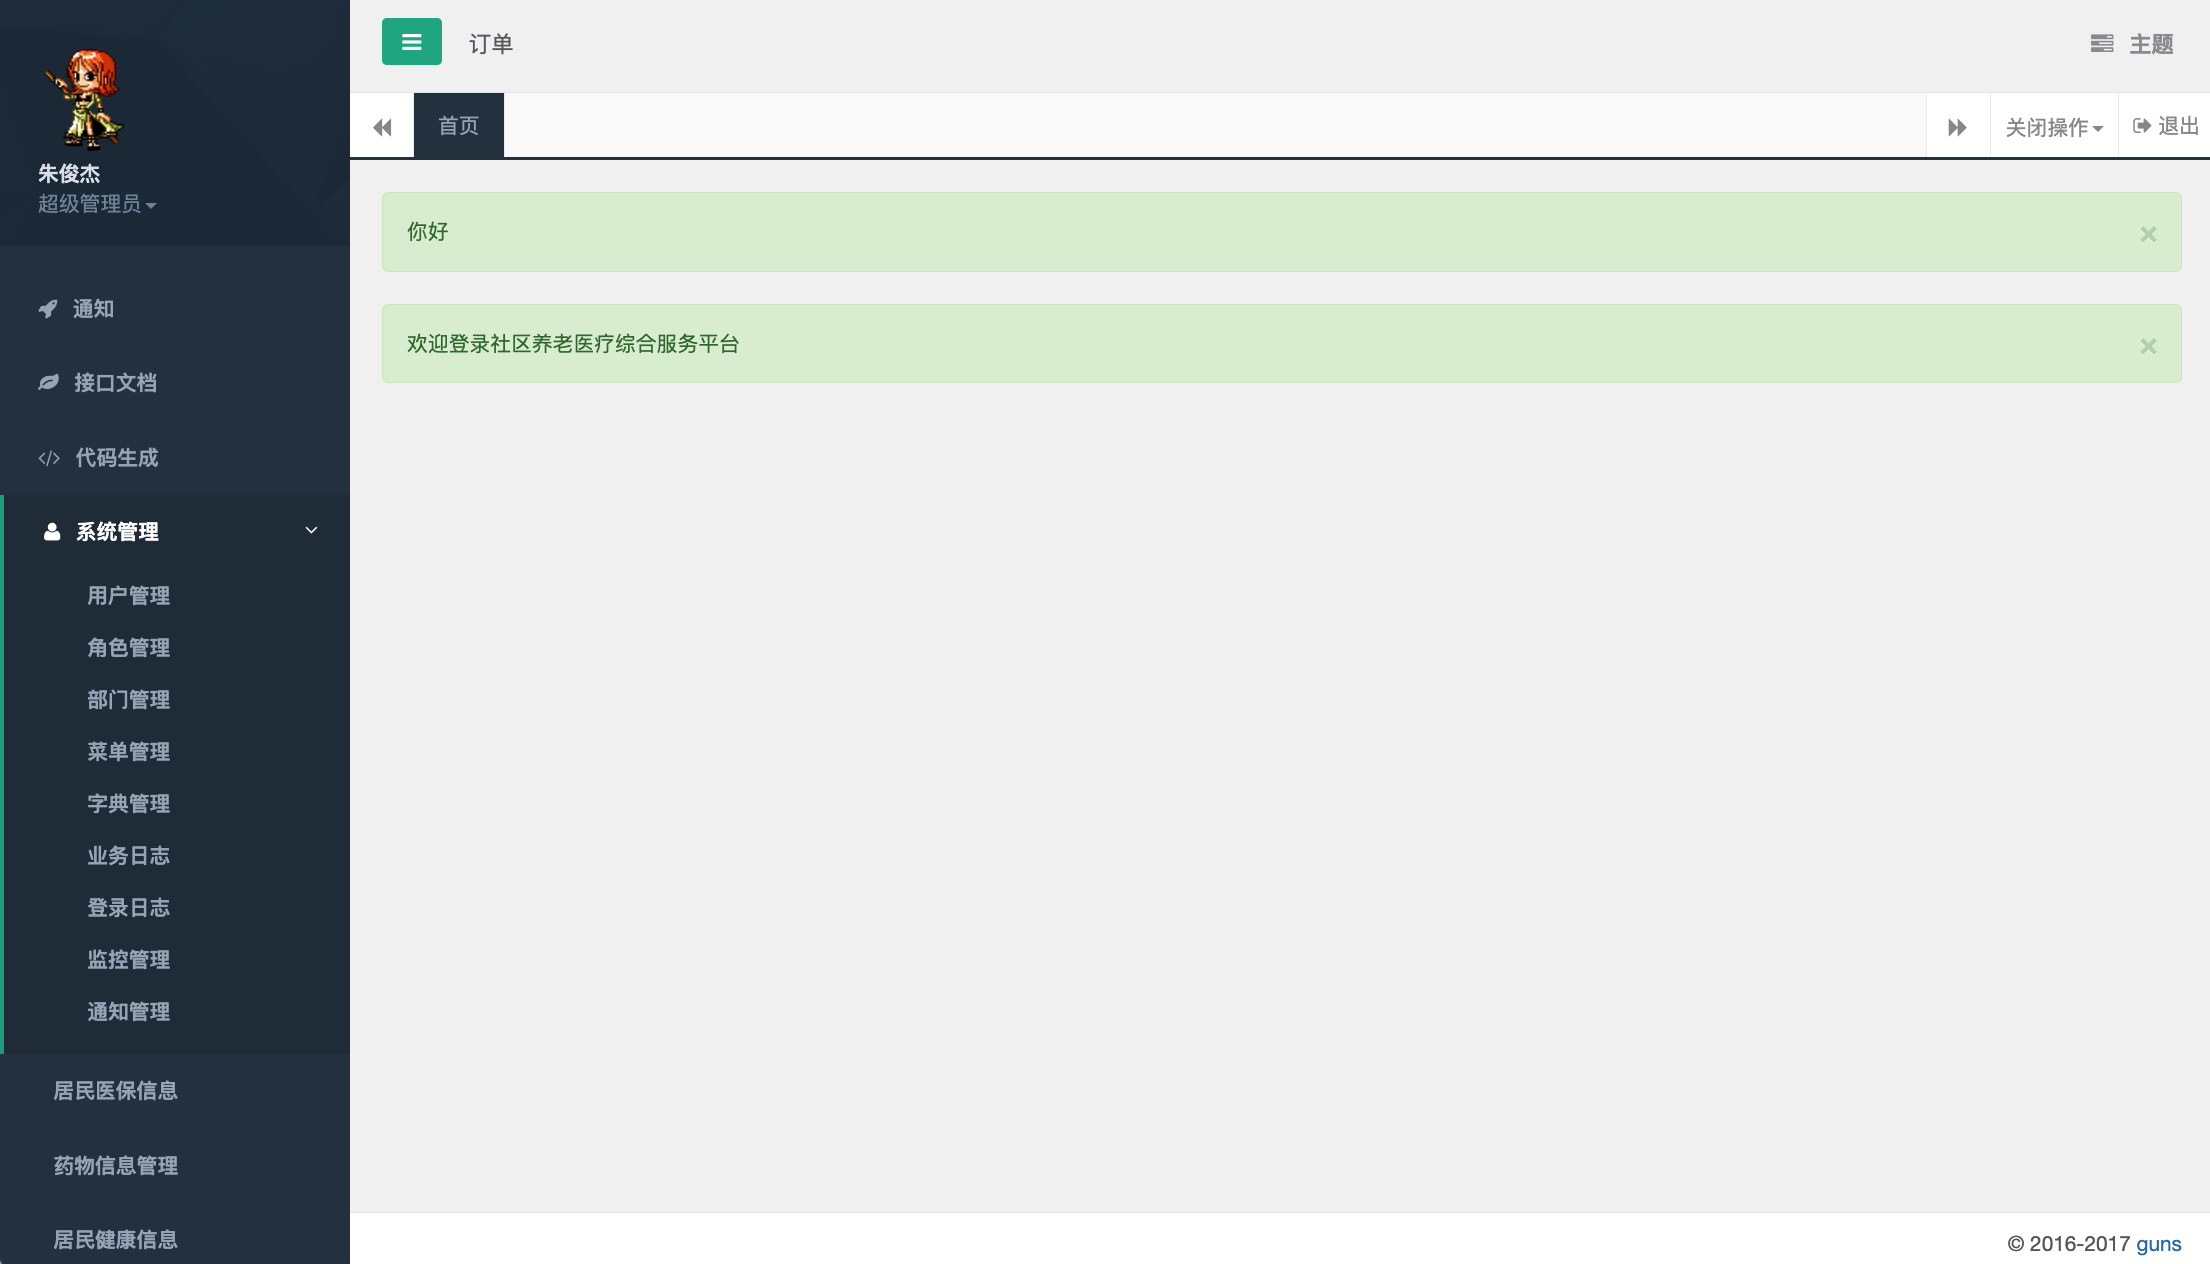 朱俊杰
超级管理员
通知
接口文档
代码生成
系统管理
用户管理
角色管理
部门管理
菜单管理
字典管理
业务日志
登录日志
监控管理
通知管理
居民医保信息
药物信息管理
居民健康信息
订单
主题
首页
关闭操作
退出
你好
×
欢迎登录社区养老医疗综合服务平台
×
© 2016-2017 guns